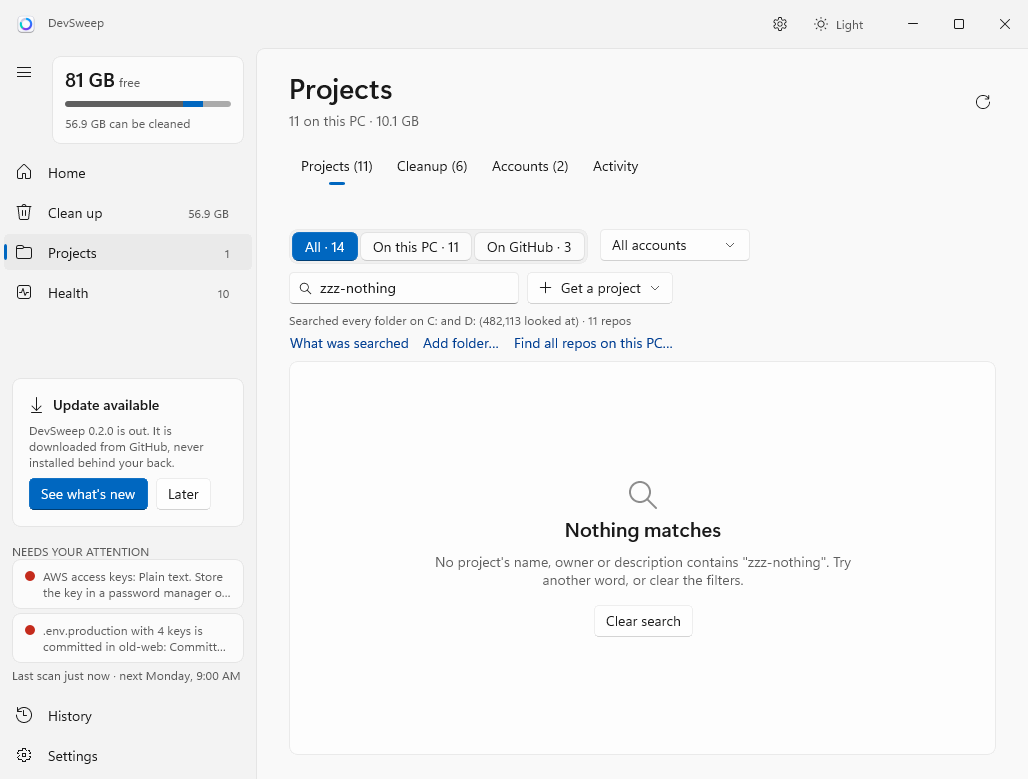 DevSweep
Light
81 GB free
56.9 GB can be cleaned
Home
Clean up 56.9 GB
Projects 1
Health 10
Update available
DevSweep 0.2.0 is out. It is
downloaded from GitHub, never
installed behind your back.
See what's new Later
NEEDS YOUR ATTENTION
AWS access keys: Plain text. Store
the key in a password manager o...
.env.production with 4 keys is
committed in old-web: Committ...
Last scan just now · next Monday, 9:00 AM
History
Settings
Projects
11 on this PC · 10.1 GB
Projects (11) Cleanup (6) Accounts (2) Activity
All · 14 On this PC · 11 On GitHub · 3 All accounts
zzz-nothing Get a project
Searched every folder on C: and D: (482,113 looked at) · 11 repos
What was searched Add folder... Find all repos on this PC...
Nothing matches
No project's name, owner or description contains "zzz-nothing". Try
another word, or clear the filters.
Clear search